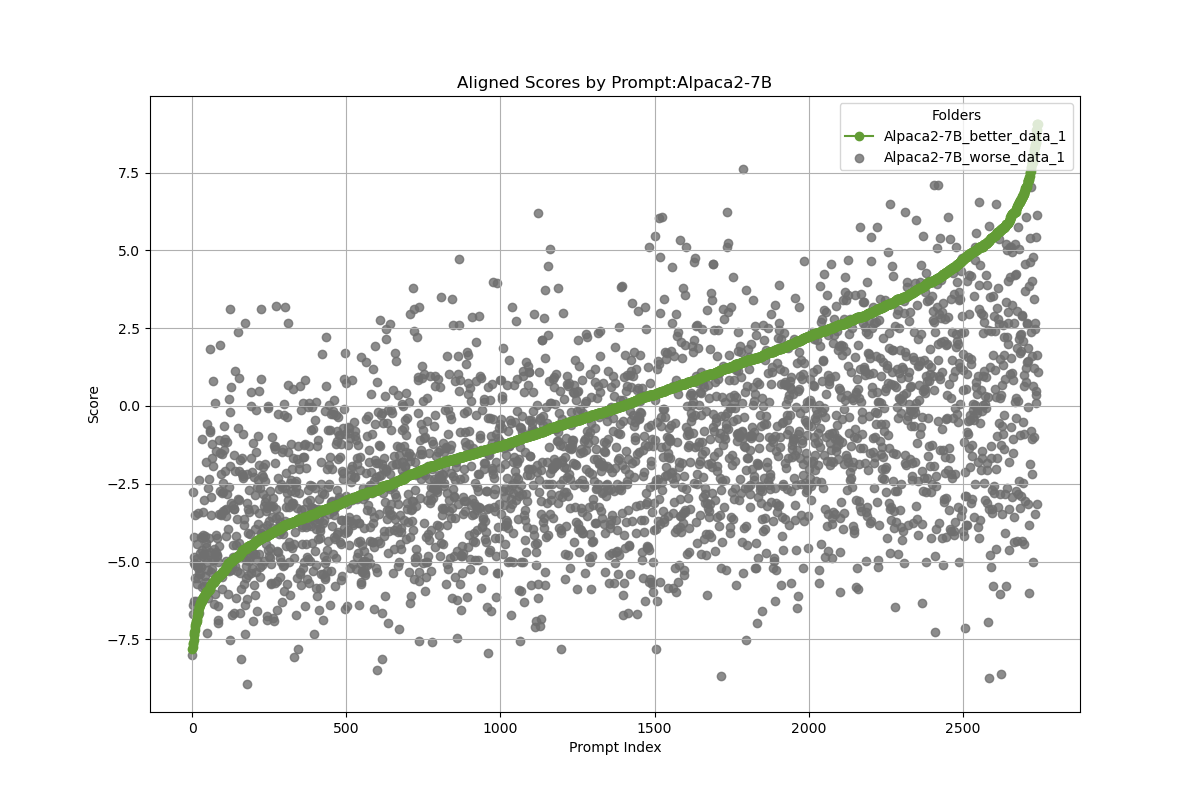 Aligned Scores by Prompt:Alpaca2-7B
Folders
Alpaca2-7B_better_data_1
Alpaca2-7B_worse_data_1
Score
7.5
5.0
2.5
0.0
−2.5
−5.0
−7.5
0
500
1000
1500
2000
2500
Prompt Index